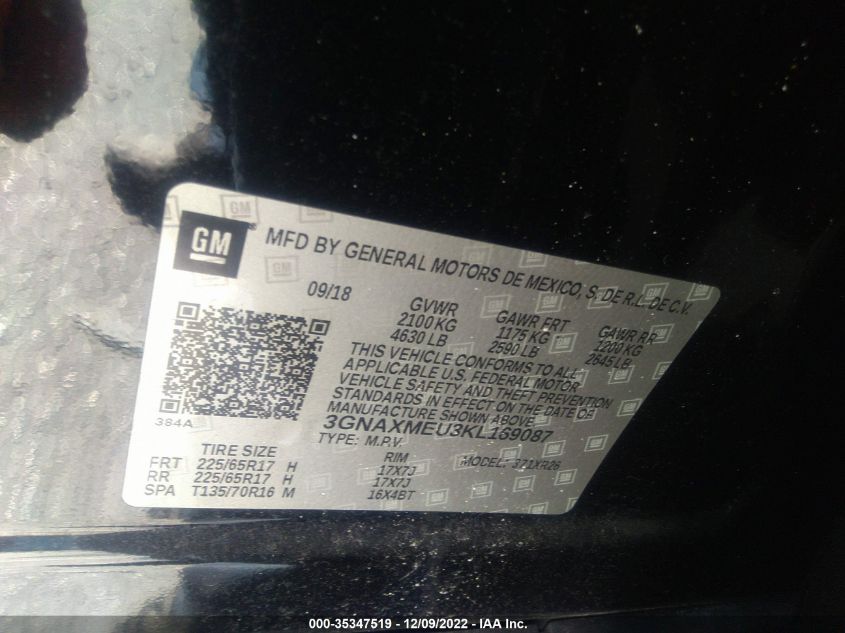 GM
MFD BY GENERAL MOTORS DE MEXICO, S. DE R.L. DE C.V.
09/18
GVWR GAWR FRT GAWR RR
2100 KG 1175 KG 1200 KG
4630 LB 2590 LB 2645 LB
THIS VEHICLE CONFORMS TO ALL
APPLICABLE U.S. FEDERAL MOTOR
VEHICLE SAFETY AND THEFT PREVENTION
STANDARDS IN EFFECT ON THE DATE OF
MANUFACTURE SHOWN ABOVE.
384A
3GNAXMEU3KL169087
TYPE: M.P.V. MODEL:
TIRE SIZE RIM
FRT 225/65R17 H 17X7J
RR 225/65R17 H 17X7J
SPA T135/70R16 M 16X4BT
000-35347519 - 12/09/2022 - IAA Inc.